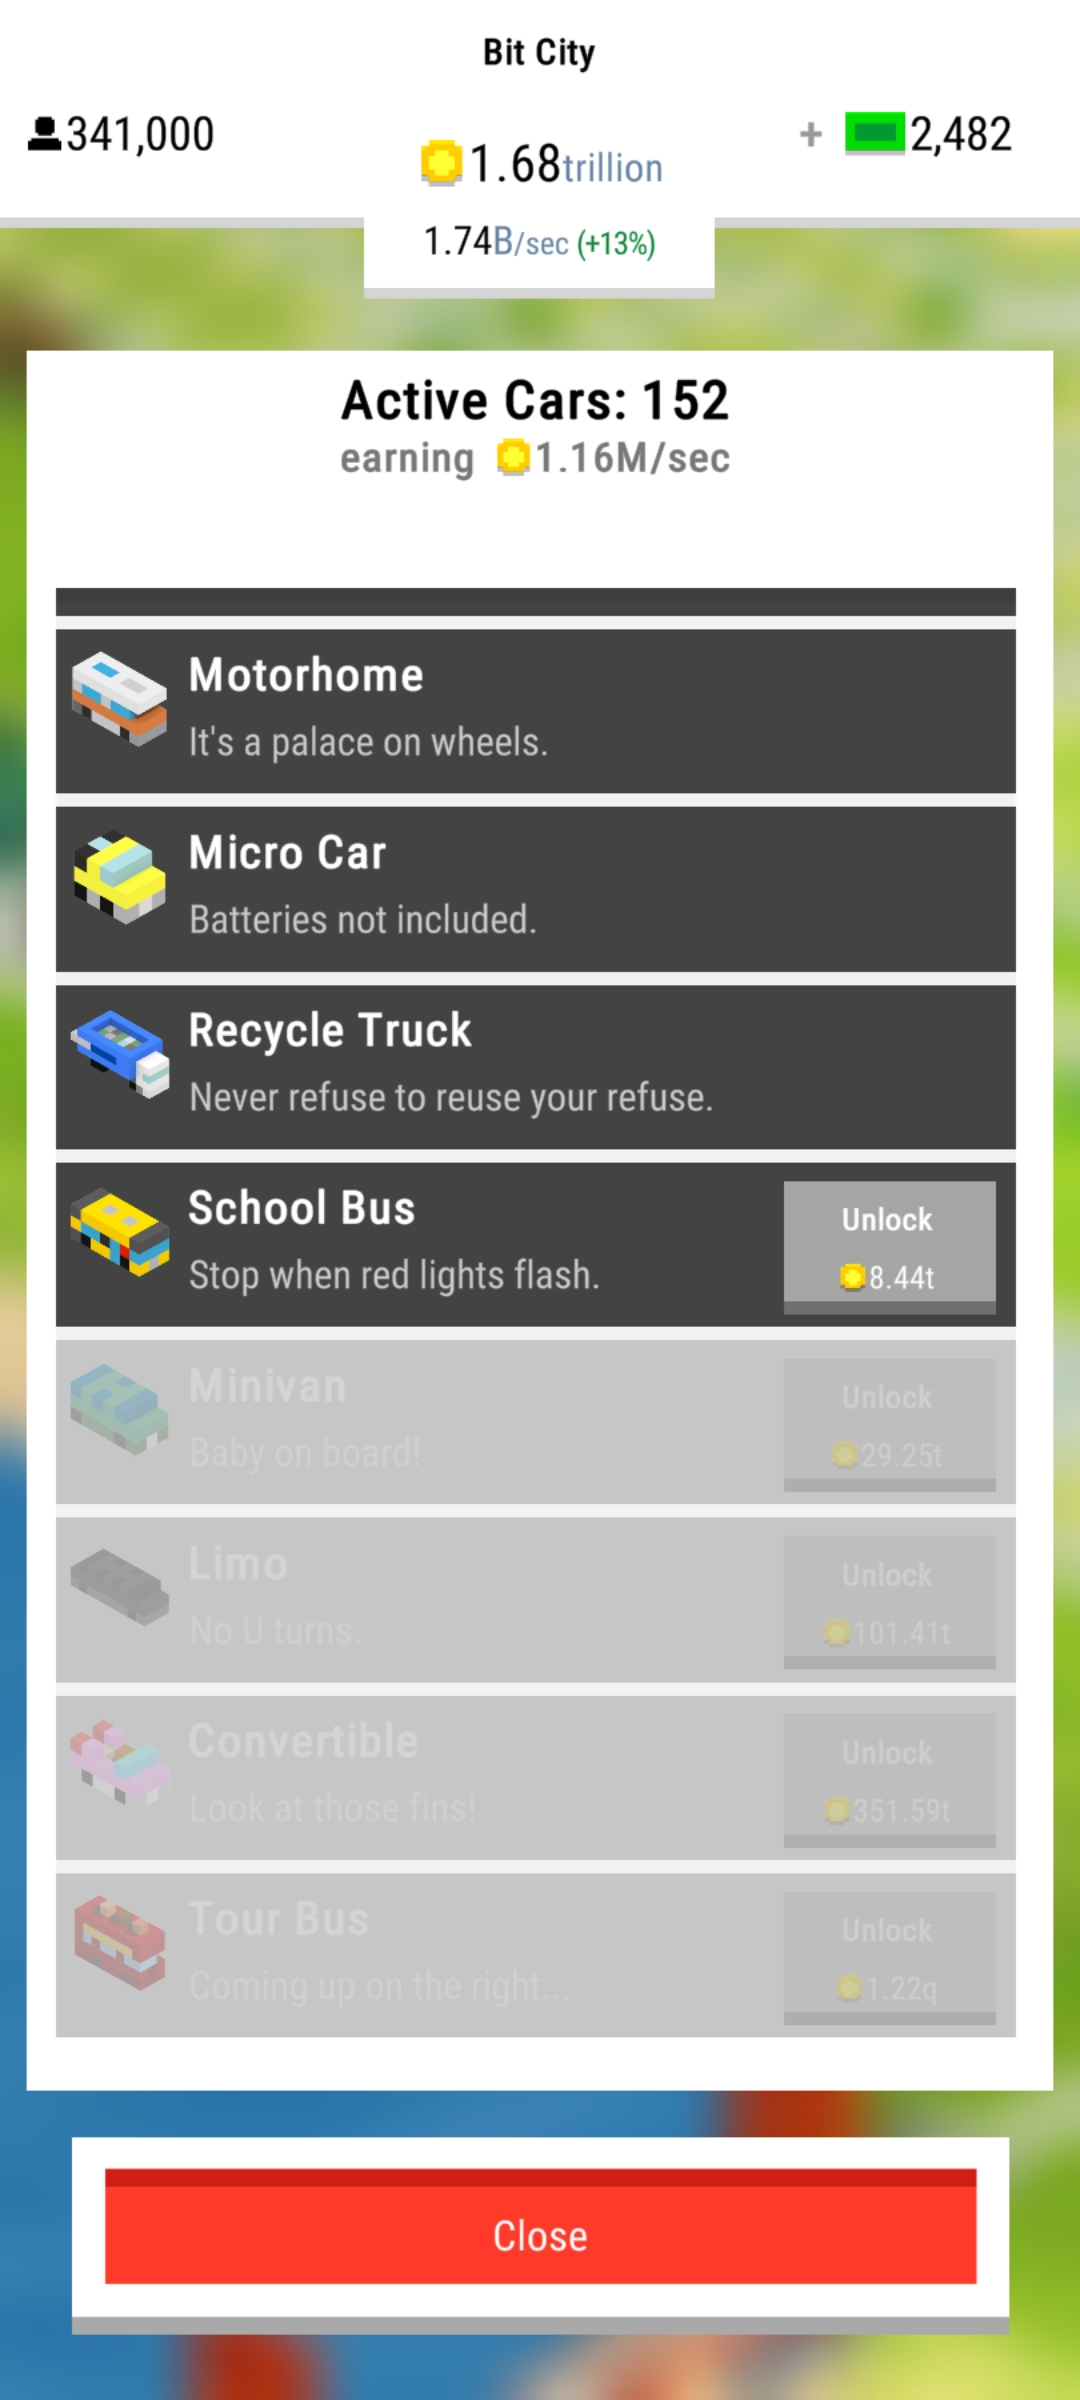 Bit City
341,000
1.68trillion
+ 2,482
1.74B/sec (+13%)
Active Cars: 152
earning 1.16M/sec
Motorhome
It's a palace on wheels.
Micro Car
Batteries not included.
Recycle Truck
Never refuse to reuse your refuse.
School Bus
Stop when red lights flash.
Unlock
8.44t
Minivan
Baby on board!
Unlock
29.25t
Limo
No U turns.
Unlock
101.41t
Convertible
Look at those fins!
Unlock
351.59t
Tour Bus
Coming up on the right...
Unlock
1.22q
Close